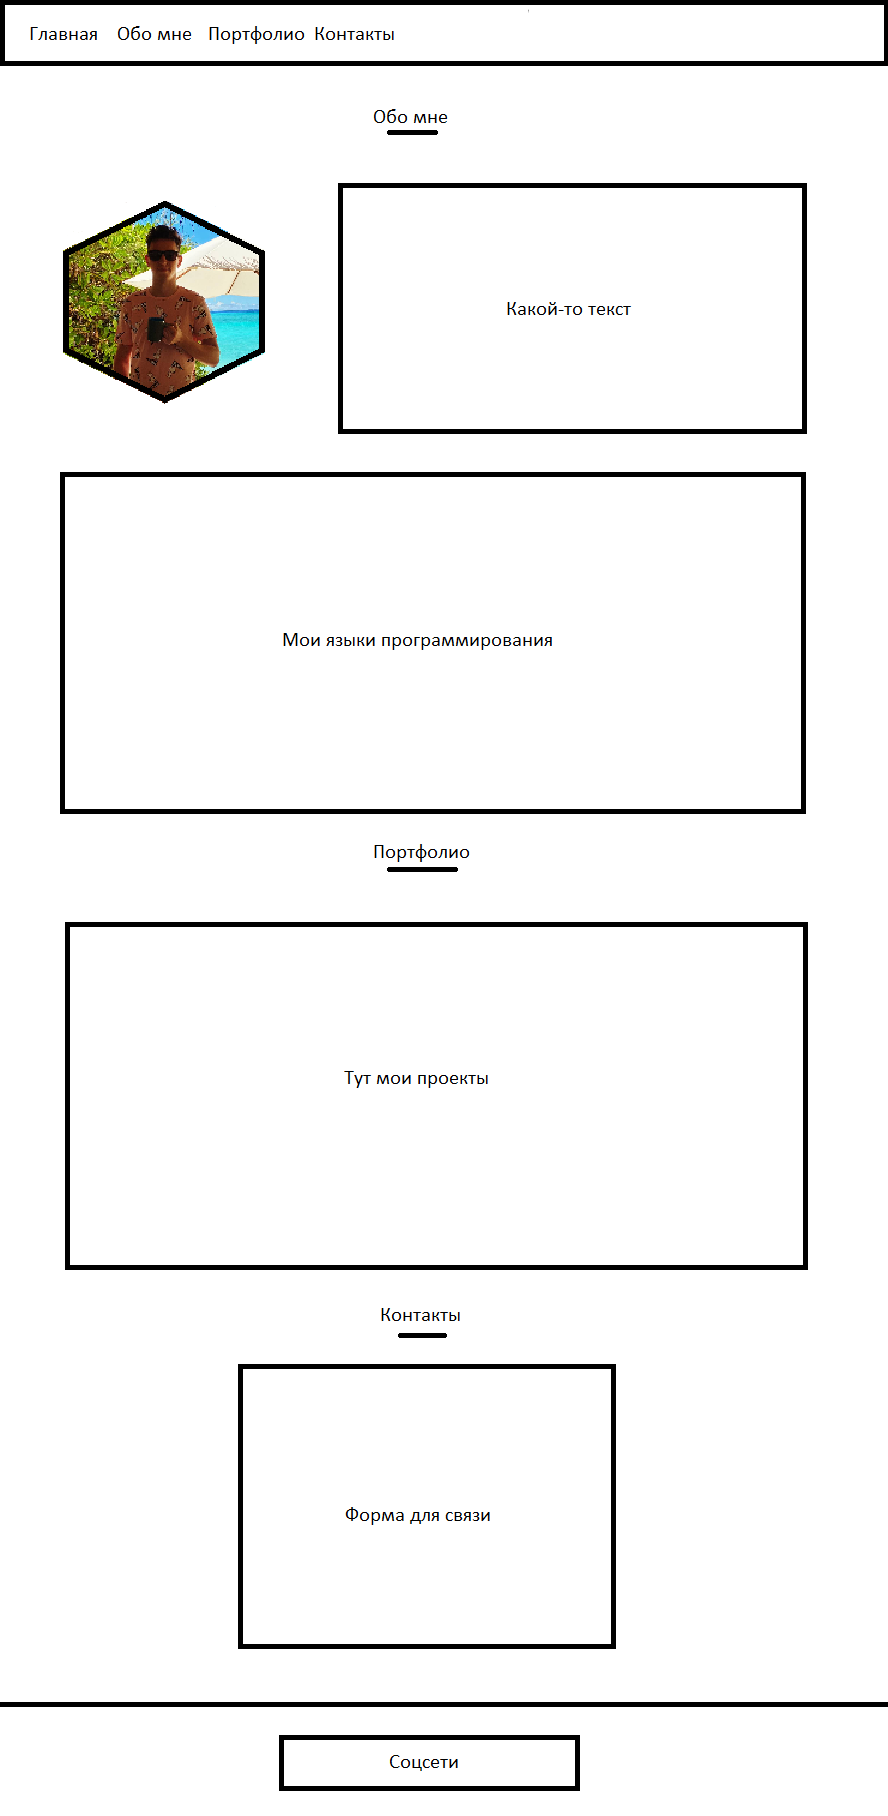 Главная Обо мне Портфолио Контакты
Обо мне
Какой-то текст
Мои языки программирования
Портфолио
Тут мои проекты
Контакты
Форма для связи
Соцсети